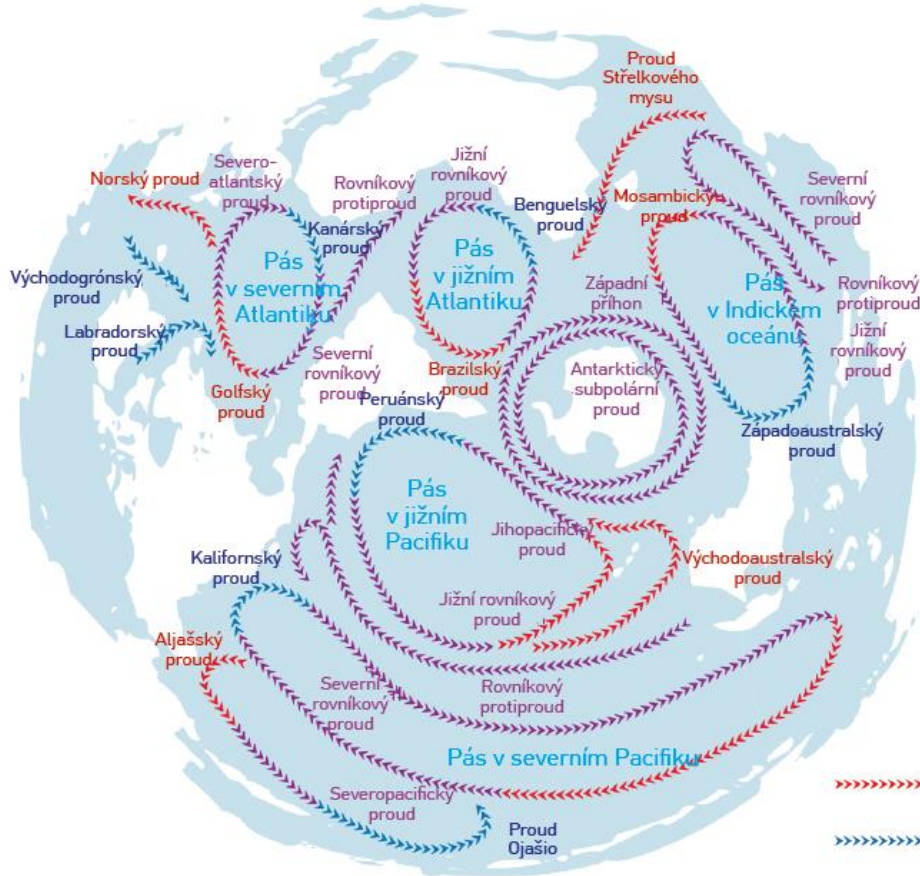 Proud
Střelkového
mysu
Severo-
atlantský
proud
Jižní
rovníkový
proud
Norský proud
Rovníkový
protiproud
Severní
rovníkový
proud
Benguelský
proud
Mosambický
proud
Kanárský
proud
Pás
v severním
Atlantiku
Pás
v jižním
Atlantiku
Západní
příhon
Pás
v Indickém
oceánu
Východogrónský
proud
Rovníkový
protiproud
Jižní
rovníkový
proud
Labradorský
proud
Severní
rovníkový
proud
Brazilský
proud
Antarktický
subpolární
proud
Golfský
proud
Peruánský
proud
Západoaustralský
proud
Pás
v jižním
Pacifiku
Jihopacifický
proud
Kalifornský
proud
Východoaustralský
proud
Jižní rovníkový
proud
Aljašský
proud
Severní
rovníkový
proud
Rovníkový
protiproud
Pás v severním Pacifiku
Severopacifický
proud
Proud
Ojašio